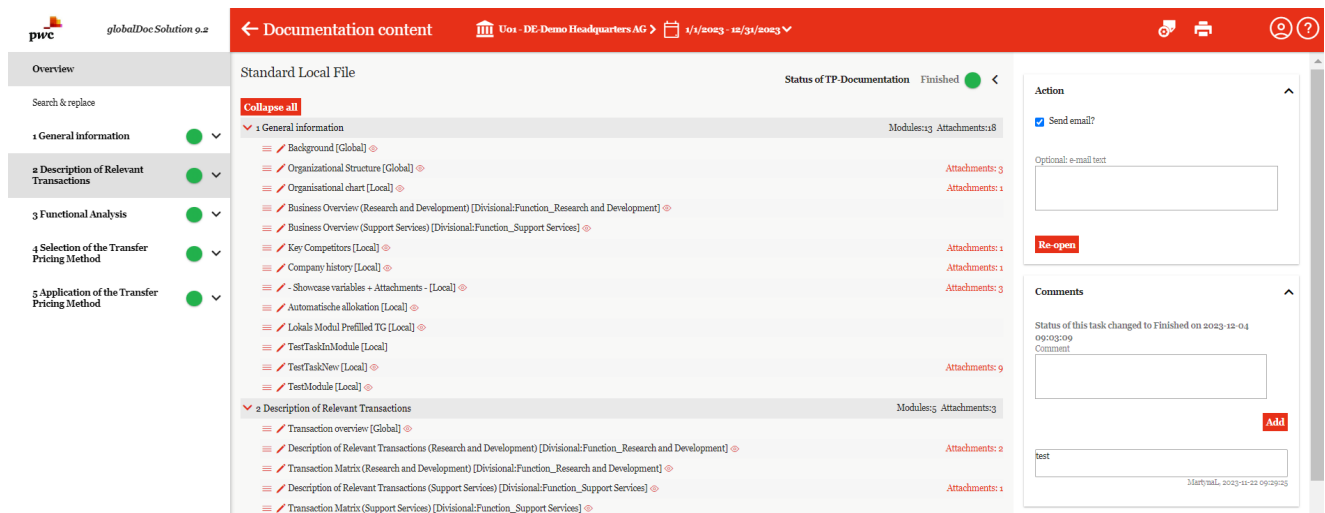 pwc
globalDoc Solution 9.2
Documentation content
U01 - DE-Demo Headquarters AG
1/1/2023 - 12/31/2023
Overview
Search & replace
1 General information
2 Description of Relevant
Transactions
3 Functional Analysis
4 Selection of the Transfer
Pricing Method
5 Application of the Transfer
Pricing Method
Standard Local File
Status of TP-Documentation Finished
Collapse all
1 General information Modules:13 Attachments:18
Background [Global]
Organizational Structure [Global] Attachments: 3
Organisational chart [Local] Attachments: 1
Business Overview (Research and Development) [Divisional:Function_Research and Development]
Business Overview (Support Services) [Divisional:Function_Support Services]
Key Competitors [Local] Attachments: 1
Company history [Local] Attachments: 1
- Showcase variables + Attachments - [Local] Attachments: 3
Automatische allokation [Local]
Lokals Modul Prefilled TG [Local]
TestTaskInModule [Local]
TestTaskNew [Local] Attachments: 9
TestModule [Local]
2 Description of Relevant Transactions Modules:5 Attachments:3
Transaction overview [Global]
Description of Relevant Transactions (Research and Development) [Divisional:Function_Research and Development] Attachments: 2
Transaction Matrix (Research and Development) [Divisional:Function_Research and Development]
Description of Relevant Transactions (Support Services) [Divisional:Function_Support Services] Attachments: 1
Transaction Matrix (Support Services) [Divisional:Function_Support Services]
Action
Send email?
Optional: e-mail text
Re-open
Comments
Status of this task changed to Finished on 2023-12-04
09:03:09
Comment
Add
test
MartynaL, 2023-11-22 09:29:25